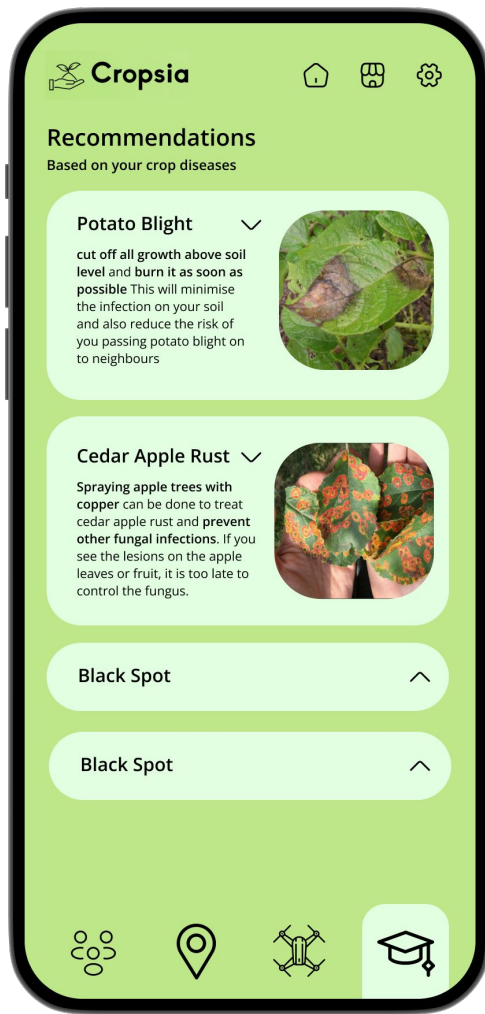 Cropsia
Recommendations
Based on your crop diseases
Potato Blight
cut off all growth above soil
level and burn it as soon as
possible This will minimise
the infection on your soil
and also reduce the risk of
you passing potato blight on
to neighbours
Cedar Apple Rust
Spraying apple trees with
copper can be done to treat
cedar apple rust and prevent
other fungal infections. If you
see the lesions on the apple
leaves or fruit, it is too late to
control the fungus.
Black Spot
Black Spot